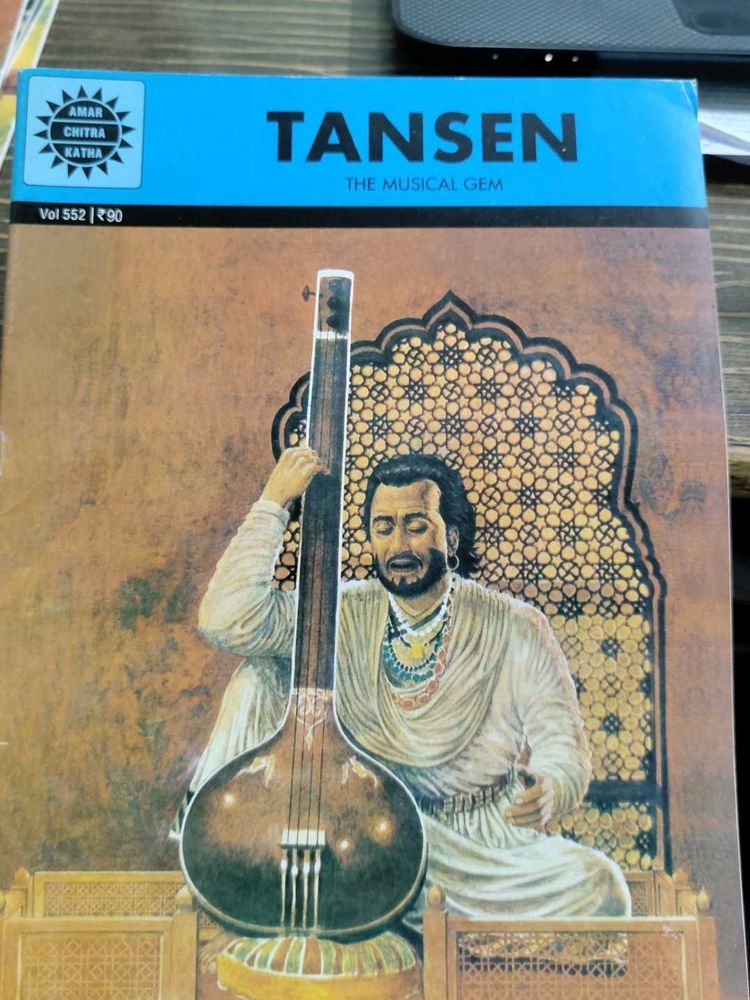 AMAR
CHITRA
KATHA
TANSEN
THE MUSICAL GEM
Vol 552 | ₹90